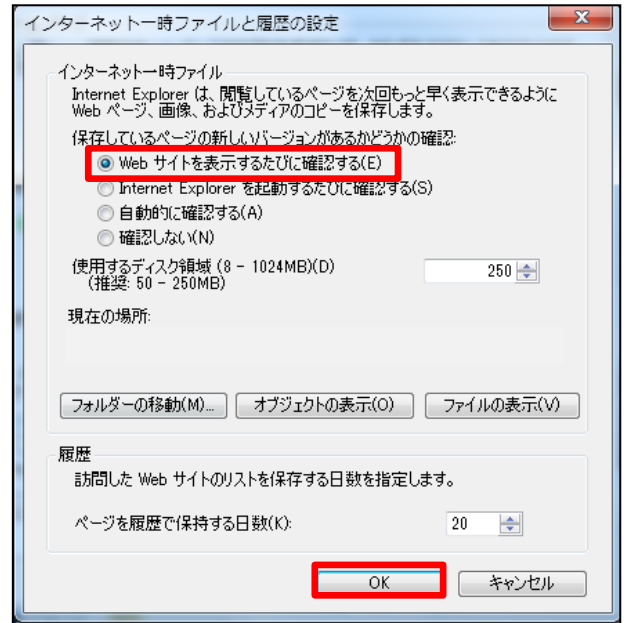 インターネット一時ファイルと履歴の設定
インターネット一時ファイル
Internet Explorer は、閲覧しているページを次回もっと早く表示できるように
Web ページ、画像、およびメディアのコピーを保存します。
保存しているページの新しいバージョンがあるかどうかの確認:
Web サイトを表示するたびに確認する(E)
Internet Explorer を起動するたびに確認する(S)
自動的に確認する(A)
確認しない(N)
使用するディスク領域 (8 - 1024MB)(D)
(推奨: 50 - 250MB)
250
現在の場所:
フォルダーの移動(M)... オブジェクトの表示(O) ファイルの表示(V)
履歴
訪問した Web サイトのリストを保存する日数を指定します。
ページを履歴で保持する日数(K): 20
OK キャンセル